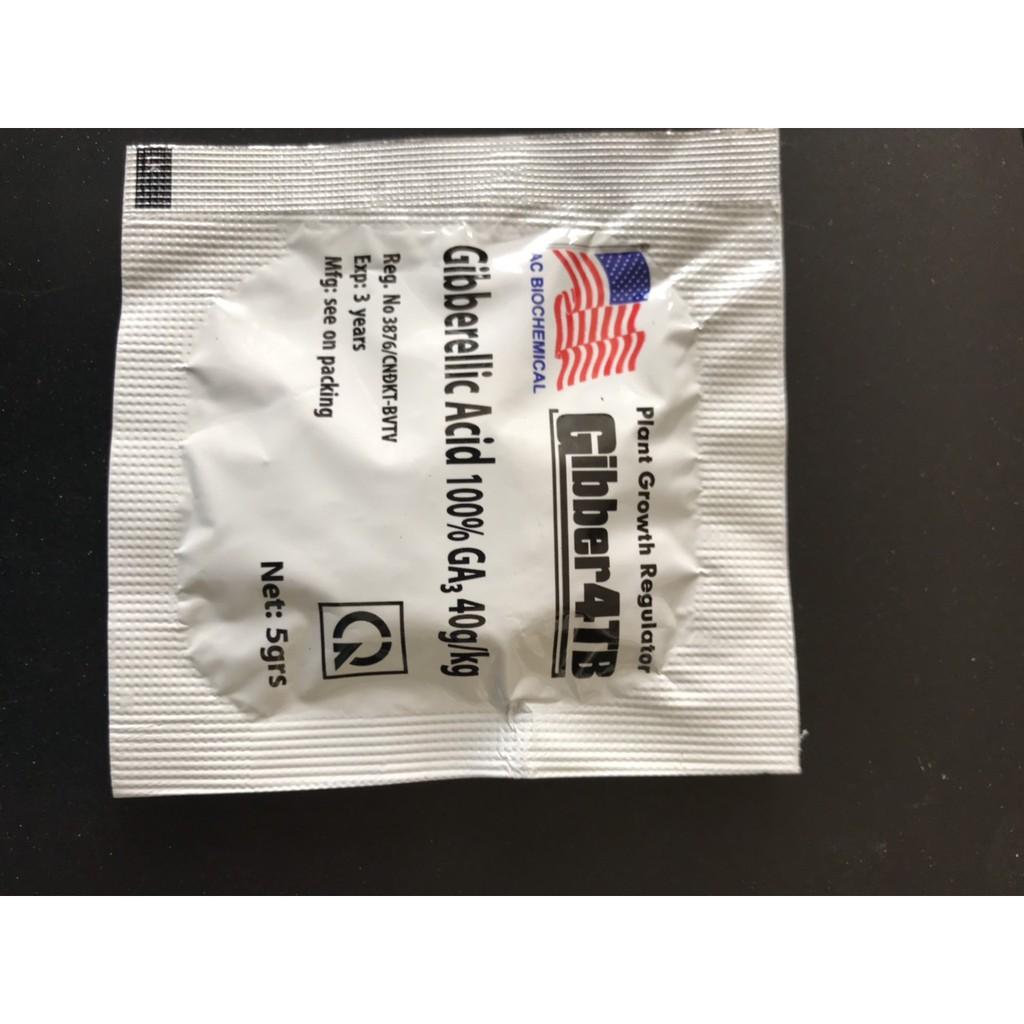 Plant Growth Regulator
Gibber4TB
AC BIOCHEMICAL
Gibberellic Acid 100% GA₃ 40g/kg
Reg. No 3876/CNĐKT-BVTV
Exp: 3 years
Mfg: see on packing
CR
Net: 5grs